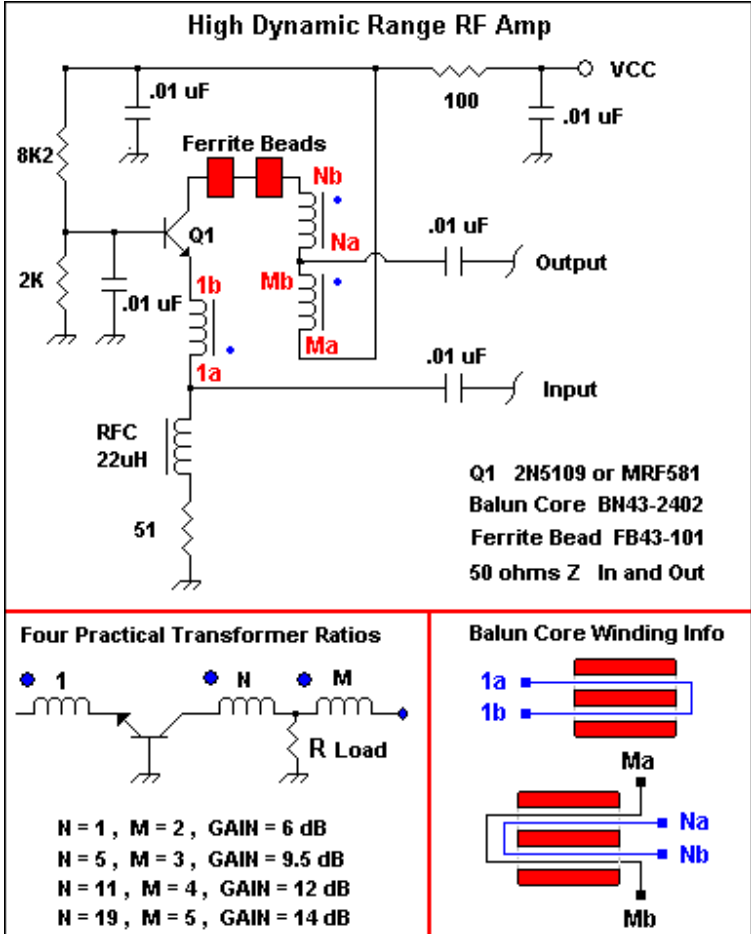 High Dynamic Range RF Amp
VCC
.01 uF
100
.01 uF
8K2
Ferrite Beads
Nb
Q1
Na
.01 uF
Output
2K
.01 uF
1b
Mb
Ma
1a
.01 uF
Input
RFC
22uH
51
Q1 2N5109 or MRF581
Balun Core BN43-2402
Ferrite Bead FB43-101
50 ohms Z In and Out
Four Practical Transformer Ratios
1
N
M
R Load
N = 1 , M = 2 , GAIN = 6 dB
N = 5 , M = 3 , GAIN = 9.5 dB
N = 11 , M = 4 , GAIN = 12 dB
N = 19 , M = 5 , GAIN = 14 dB
Balun Core Winding Info
1a
1b
Ma
Na
Nb
Mb